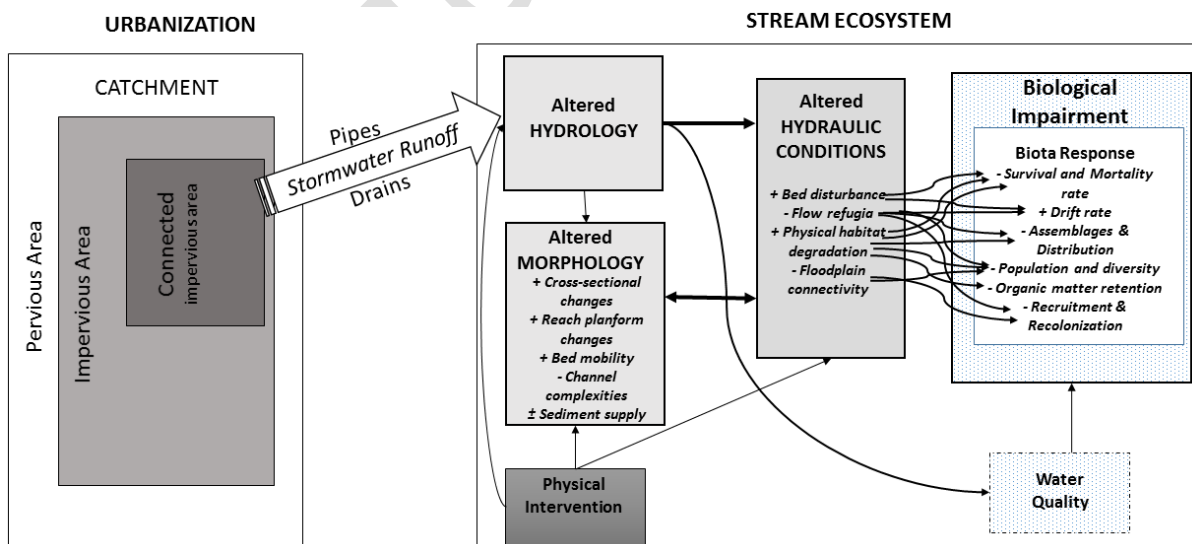 URBANIZATION
CATCHMENT
Pervious Area
Impervious Area
Connected
impervious area
Pipes
Stormwater Runoff
Drains
STREAM ECOSYSTEM
Altered
HYDROLOGY
Altered
MORPHOLOGY
+ Cross-sectional
changes
+ Reach planform
changes
+ Bed mobility
- Channel
complexities
± Sediment supply
Physical
Intervention
Altered
HYDRAULIC
CONDITIONS
+ Bed disturbance
- Flow refugia
+ Physical habitat
degradation
- Floodplain
connectivity
Biological
Impairment
Biota Response
- Survival and Mortality
rate
+ Drift rate
- Assemblages &
Distribution
- Population and diversity
- Organic matter retention
- Recruitment &
Recolonization
Water
Quality